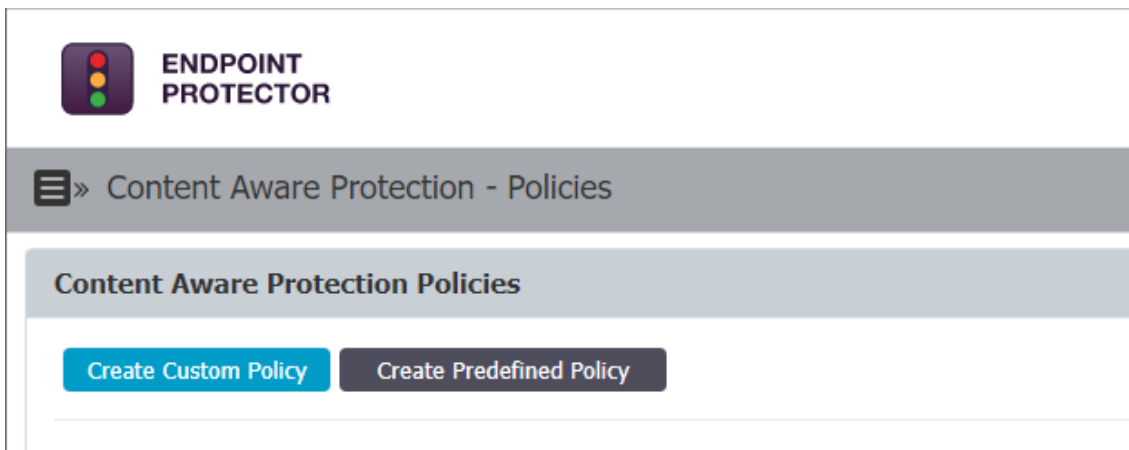 ENDPOINT
PROTECTOR
» Content Aware Protection - Policies
Content Aware Protection Policies
Create Custom Policy Create Predefined Policy